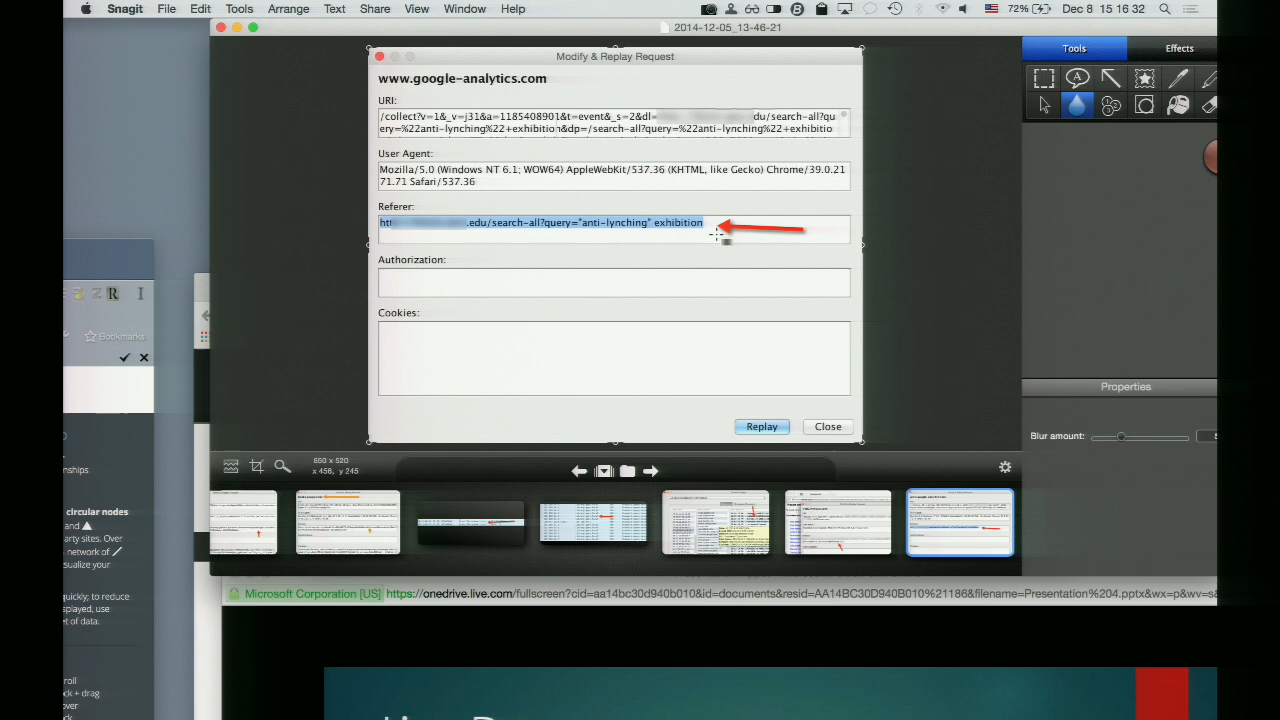 Snagit File Edit Tools Arrange Text Share View Window Help
72% Dec 8 15 16 32
2014-12-05_13-46-21
Modify & Replay Request
Tools Effects
www.google-analytics.com
URI:
/collect?v=1&_v=j31&a=1185408901&t=event&_s=2&dl= du/search-all?qu
ery=%22anti-lynching%22+exhibition&dp=/search-all?query=%22anti-lynching%22+exhibitio
User Agent:
Mozilla/5.0 (Windows NT 6.1; WOW64) AppleWebKit/537.36 (KHTML, like Gecko) Chrome/39.0.21
71.71 Safari/537.36
Referer:
htt .edu/search-all?query="anti-lynching" exhibition
Authorization:
Cookies:
Replay Close
Properties
Blur amount:
650 x 520
x 456, y 245
R
Bookmarks
nships
circular nodes
and
arty sites. Over
network of
sualize your
quickly; to reduce
splayed, use
et of data.
roll
ck + drag
over
ck
Microsoft Corporation [US] https://onedrive.live.com/fullscreen?cid=aa14bc30d940b010&id=documents&resid=AA14BC30D940B010%21186&filename=Presentation%204.pptx&wx=p&wv=s&